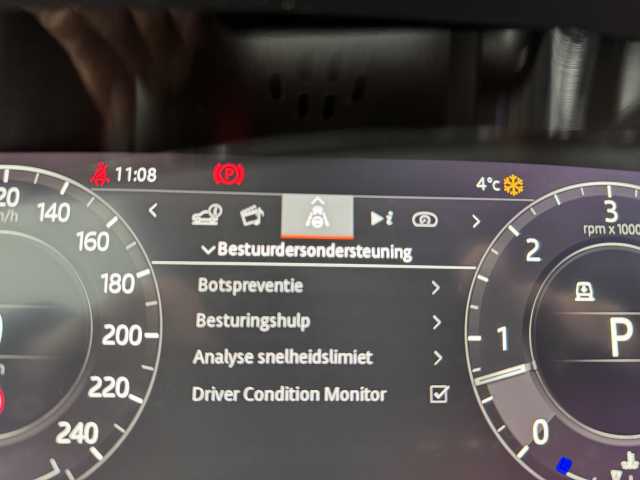 11:08
P
4°C
20
140
km/h
160
180
200
220
240
Bestuurdersondersteuning
Botspreventie
Besturingshulp
Analyse snelheidslimiet
Driver Condition Monitor
3
rpm x 1000
2
1
0
P